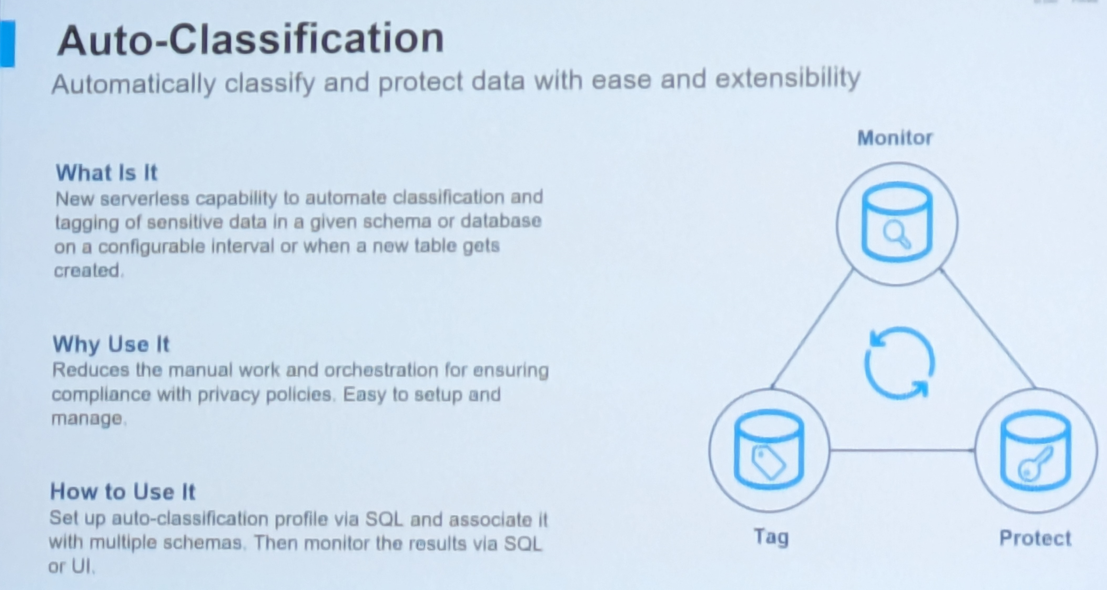 Auto-Classification
Automatically classify and protect data with ease and extensibility
What Is It
New serverless capability to automate classification and
tagging of sensitive data in a given schema or database
on a configurable interval or when a new table gets
created.
Why Use It
Reduces the manual work and orchestration for ensuring
compliance with privacy policies. Easy to setup and
manage.
How to Use It
Set up auto-classification profile via SQL and associate it
with multiple schemas. Then monitor the results via SQL
or UI.
Monitor
Tag
Protect